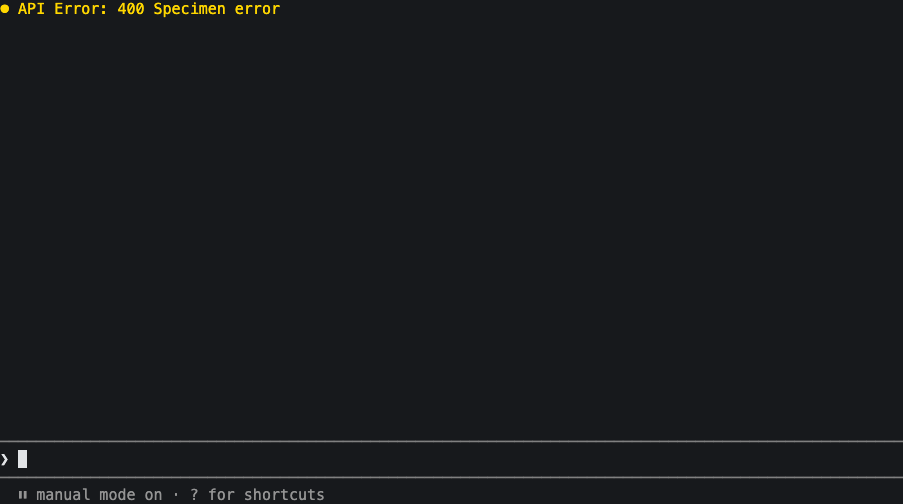 ● API Error: 400 Specimen error
❯
⏸ manual mode on · ? for shortcuts